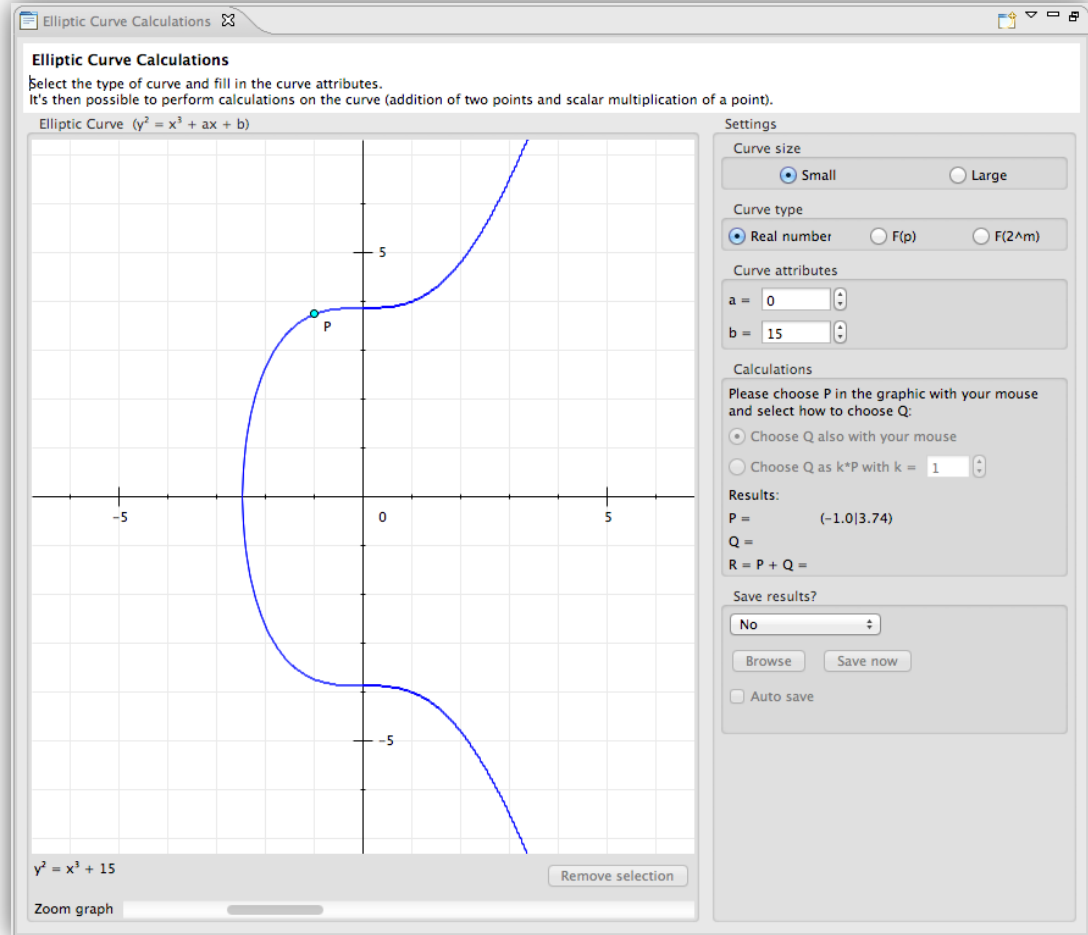 Elliptic Curve Calculations
Elliptic Curve Calculations
Select the type of curve and fill in the curve attributes.
It's then possible to perform calculations on the curve (addition of two points and scalar multiplication of a point).
Elliptic Curve (y² = x³ + ax + b)
5
P
-5
0
5
-5
y² = x³ + 15
Remove selection
Zoom graph
Settings
Curve size
Small
Large
Curve type
Real number
F(p)
F(2^m)
Curve attributes
a = 0
b = 15
Calculations
Please choose P in the graphic with your mouse
and select how to choose Q:
Choose Q also with your mouse
Choose Q as k*P with k = 1
Results:
P = (-1.0|3.74)
Q =
R = P + Q =
Save results?
No
Browse
Save now
Auto save